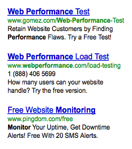 Web Performance Test
www.gomez.com/Web-Performance-Test
Retain Website Customers by Finding
Performance Flaws. Try a Free Test!
Web Performance Load Test
www.webperformance.com/load-testing
1 (888) 406 5699
How many users can your website
handle? Try the free version.
Free Website Monitoring
www.pingdom.com/free
Monitor Your Uptime, Get Downtime
Alerts! Free With 20 SMS Alerts.